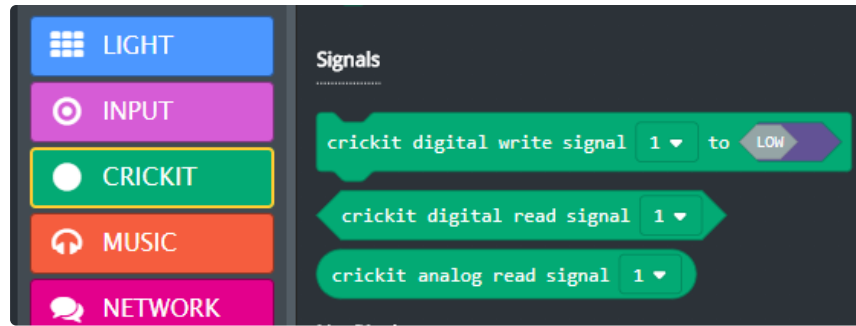 LIGHT
INPUT
CRICKIT
MUSIC
NETWORK
Signals
crickit digital write signal 1 to LOW
crickit digital read signal 1
crickit analog read signal 1